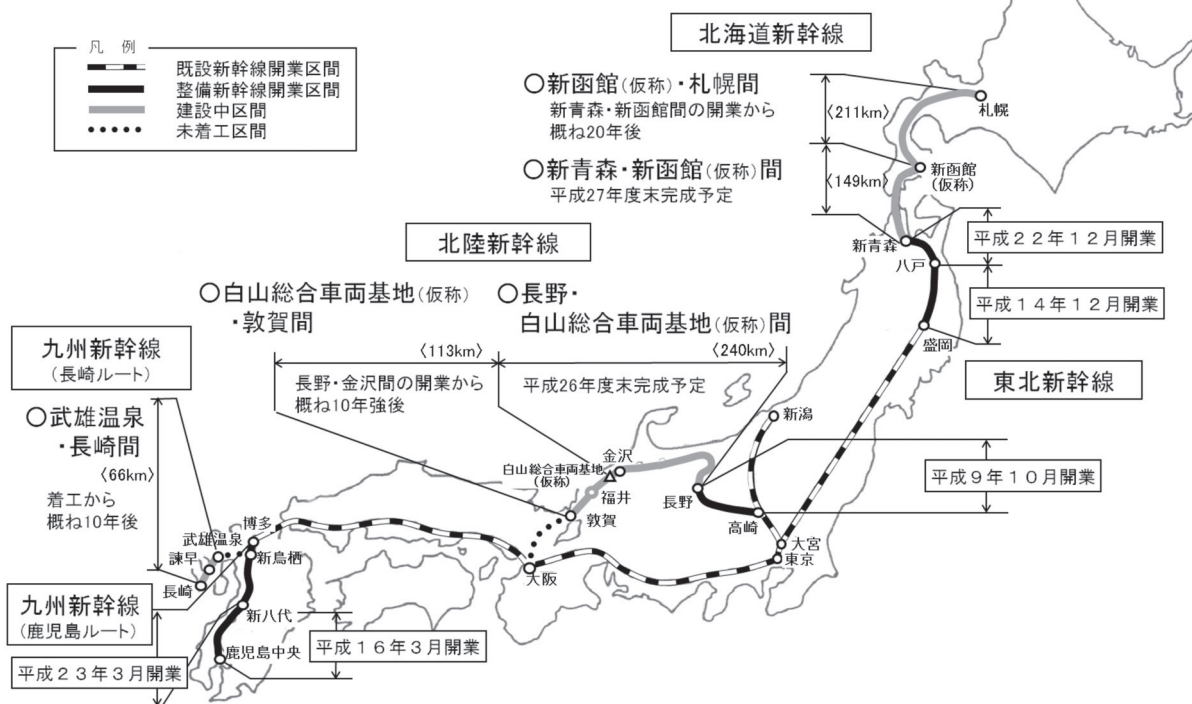 凡 例
既設新幹線開業区間
整備新幹線開業区間
建設中区間
未着工区間
北海道新幹線
○新函館(仮称)・札幌間
新青森・新函館間の開業から
概ね20年後
〈211km〉
札幌
○新青森・新函館(仮称)間
平成27年度末完成予定
〈149km〉
新函館
(仮称)
新青森
平成22年12月開業
八戸
平成14年12月開業
盛岡
東北新幹線
北陸新幹線
○白山総合車両基地(仮称)
・敦賀間
〈113km〉
長野・金沢間の開業から
概ね10年強後
○長野・
白山総合車両基地(仮称)間
〈240km〉
平成26年度末完成予定
新潟
金沢
白山総合車両基地
(仮称)
福井
敦賀
長野
平成9年10月開業
高崎
大宮
東京
大阪
九州新幹線
(長崎ルート)
○武雄温泉
・長崎間
〈66km〉
着工から
概ね10年後
博多
武雄温泉
新鳥栖
諫早
長崎
九州新幹線
(鹿児島ルート)
新八代
平成16年3月開業
鹿児島中央
平成23年3月開業